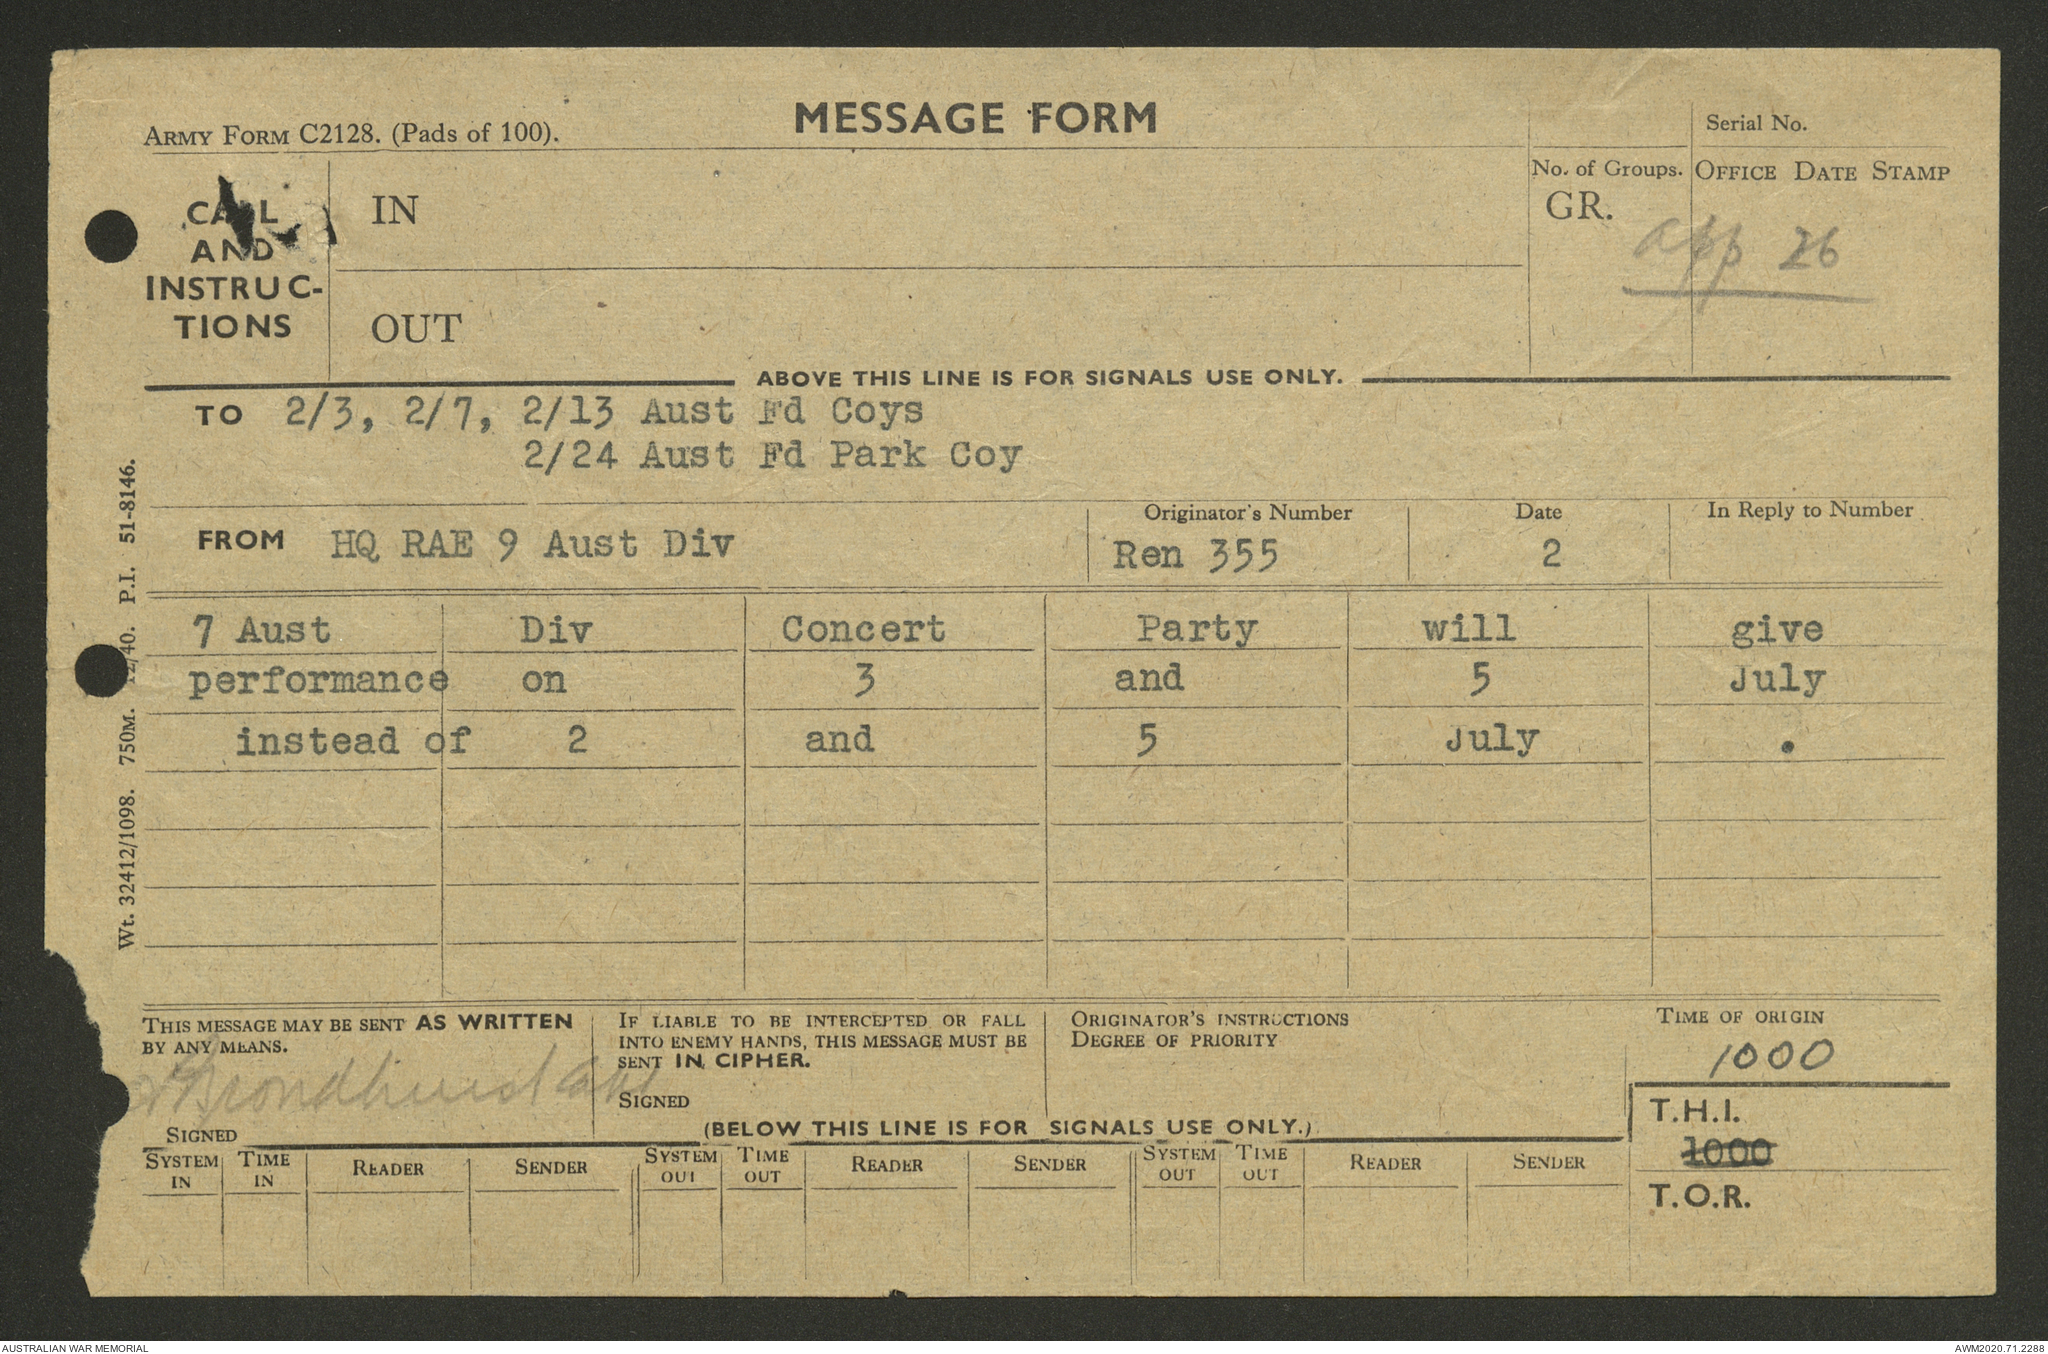 MESSAGE FORM
ARMY FORM C2128. (Pads of 100).
Serial No.
No. of Groups.
GR.
OFFICE DATE STAMP
App 26
CALL
AND
INSTRUC-
TIONS
IN
OUT
ABOVE THIS LINE IS FOR SIGNALS USE ONLY.
TO 2/3, 2/7, 2/13 Aust Fd Coys
2/24 Aust Fd Park Coy
FROM HQ RAE 9 Aust Div
Originator's Number
Ren 355
Date
2
In Reply to Number
7 Aust Div Concert Party will give
performance on 3 and 5 July
instead of 2 and 5 July .
Wt. 32412/1098. 750M. 12/40. P.I. 51-8146.
THIS MESSAGE MAY BE SENT AS WRITTEN
BY ANY MEANS.
SIGNED
IF LIABLE TO BE INTERCEPTED OR FALL
INTO ENEMY HANDS, THIS MESSAGE MUST BE
SENT IN CIPHER.
SIGNED
ORIGINATOR'S INSTRUCTIONS
DEGREE OF PRIORITY
TIME OF ORIGIN
1000
T.H.I.
1000
T.O.R.
(BELOW THIS LINE IS FOR SIGNALS USE ONLY.)
SYSTEM IN TIME IN READER SENDER SYSTEM OUT TIME OUT READER SENDER SYSTEM OUT TIME OUT READER SENDER
AUSTRALIAN WAR MEMORIAL
AWM2020.71.2288